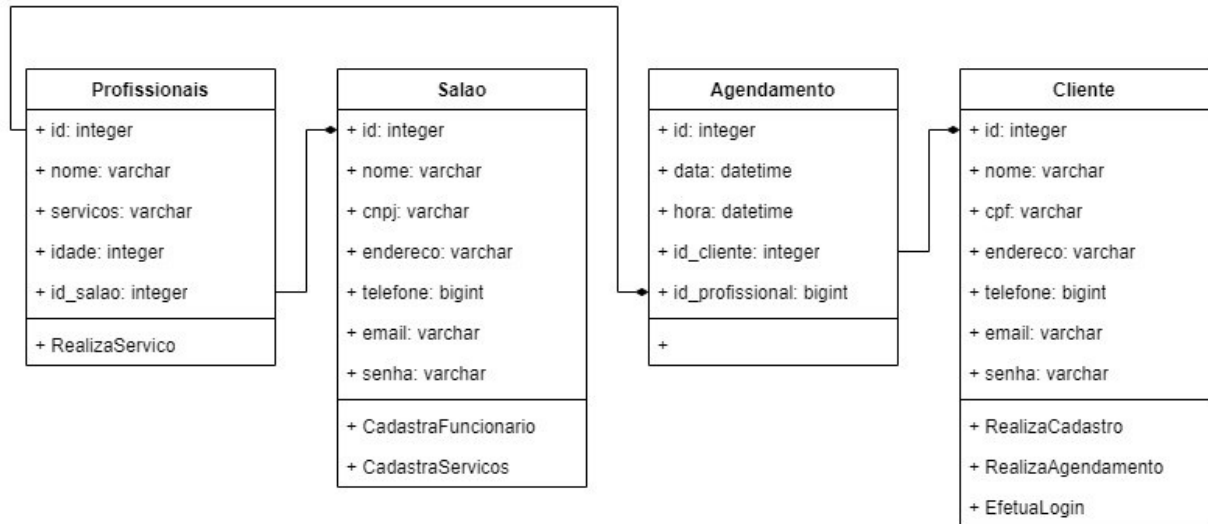 Profissionais
+ id: integer
+ nome: varchar
+ servicos: varchar
+ idade: integer
+ id_salao: integer
+ RealizaServico
Salao
+ id: integer
+ nome: varchar
+ cnpj: varchar
+ endereco: varchar
+ telefone: bigint
+ email: varchar
+ senha: varchar
+ CadastraFuncionario
+ CadastraServicos
Agendamento
+ id: integer
+ data: datetime
+ hora: datetime
+ id_cliente: integer
+ id_profissional: bigint
+
Cliente
+ id: integer
+ nome: varchar
+ cpf: varchar
+ endereco: varchar
+ telefone: bigint
+ email: varchar
+ senha: varchar
+ RealizaCadastro
+ RealizaAgendamento
+ EfetuaLogin